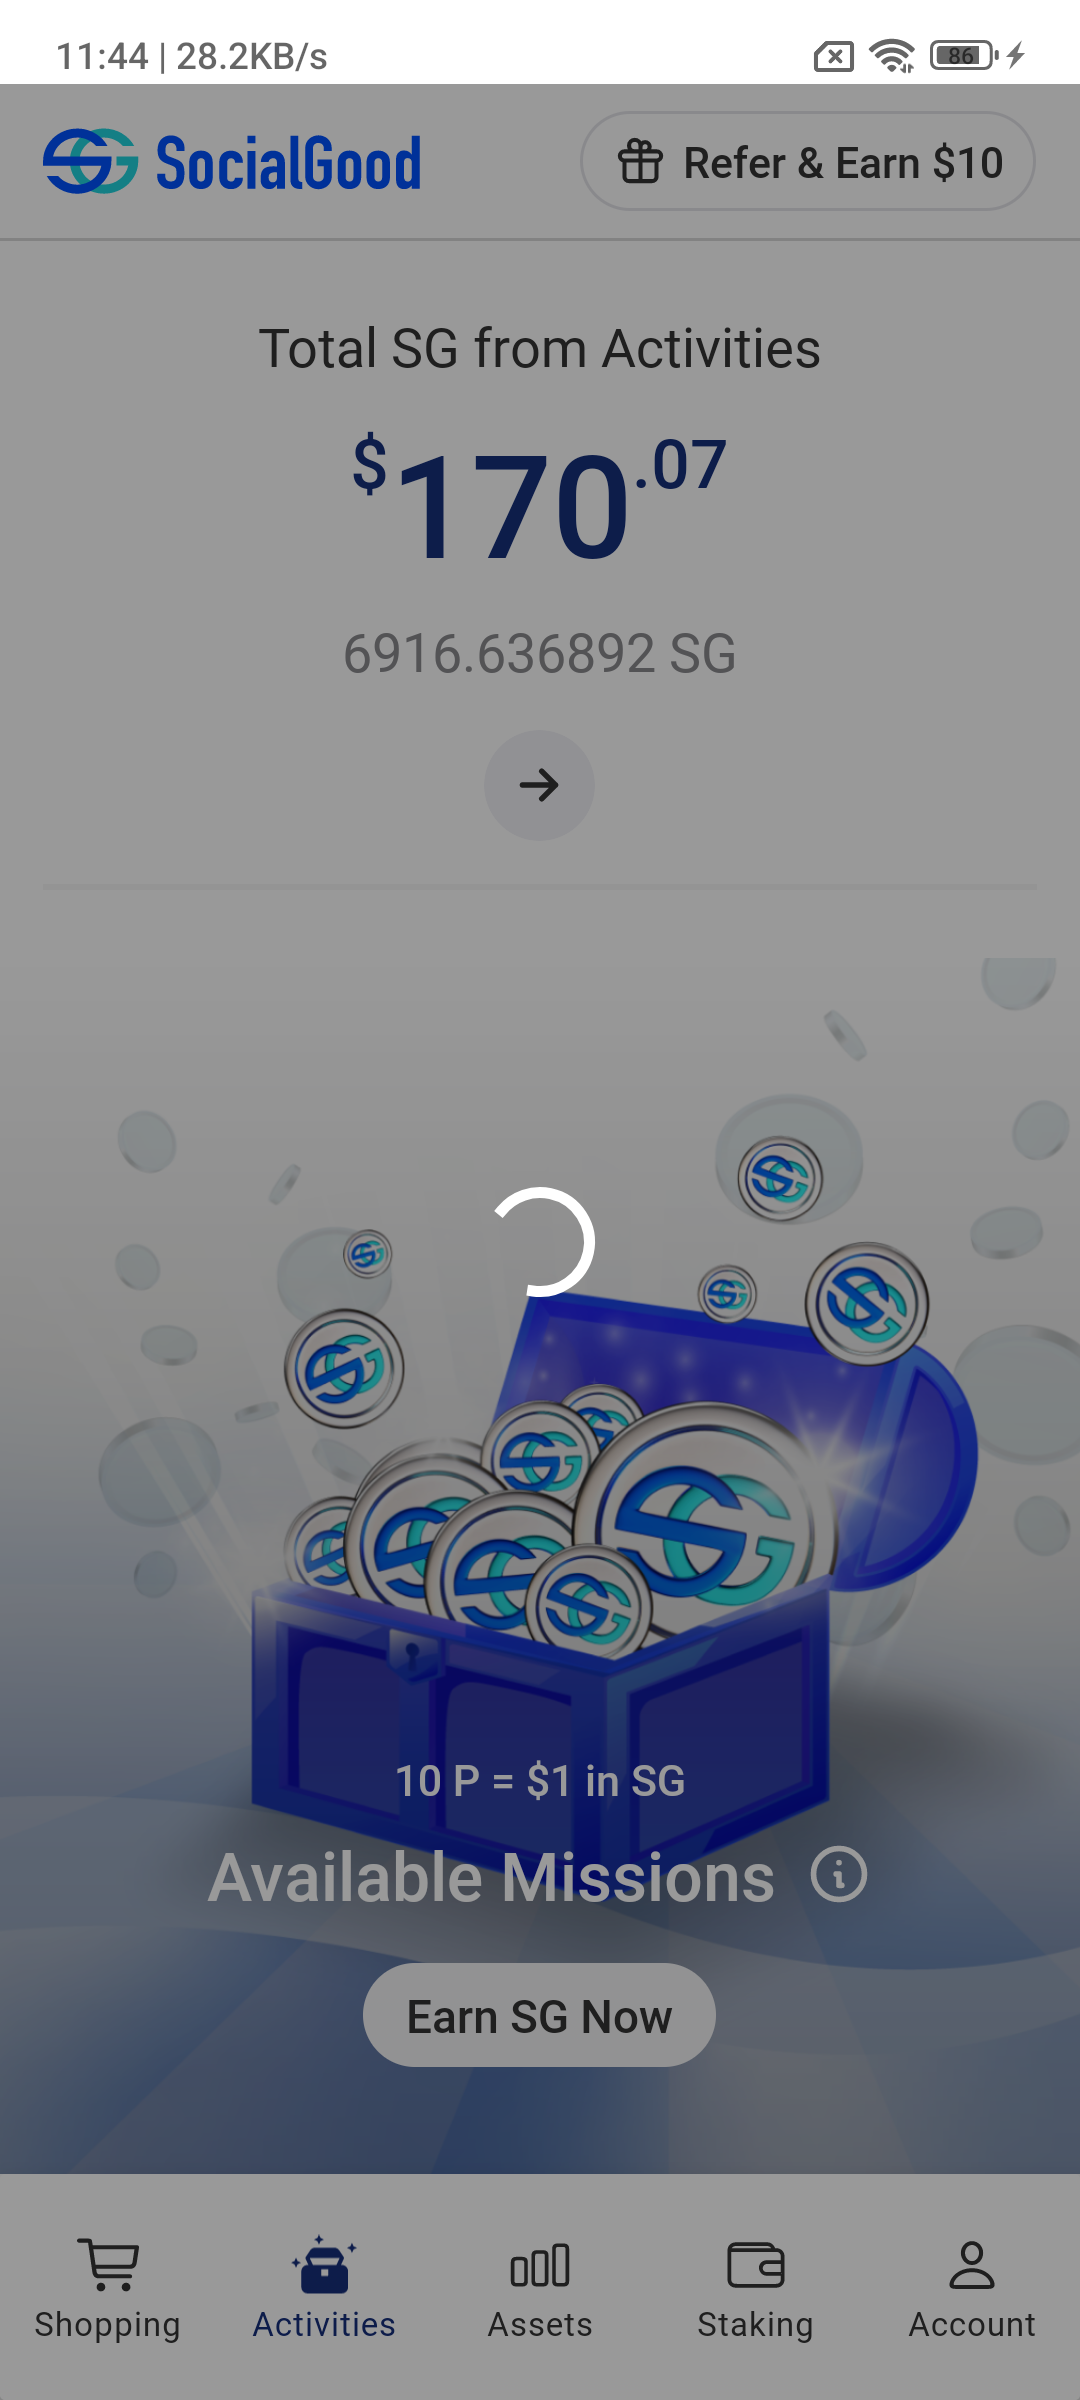 11:44 | 28.2KB/s
86
SocialGood
Refer & Earn $10
Total SG from Activities
$170.07
6916.636892 SG
10 P = $1 in SG
Available Missions
Earn SG Now
Shopping
Activities
Assets
Staking
Account